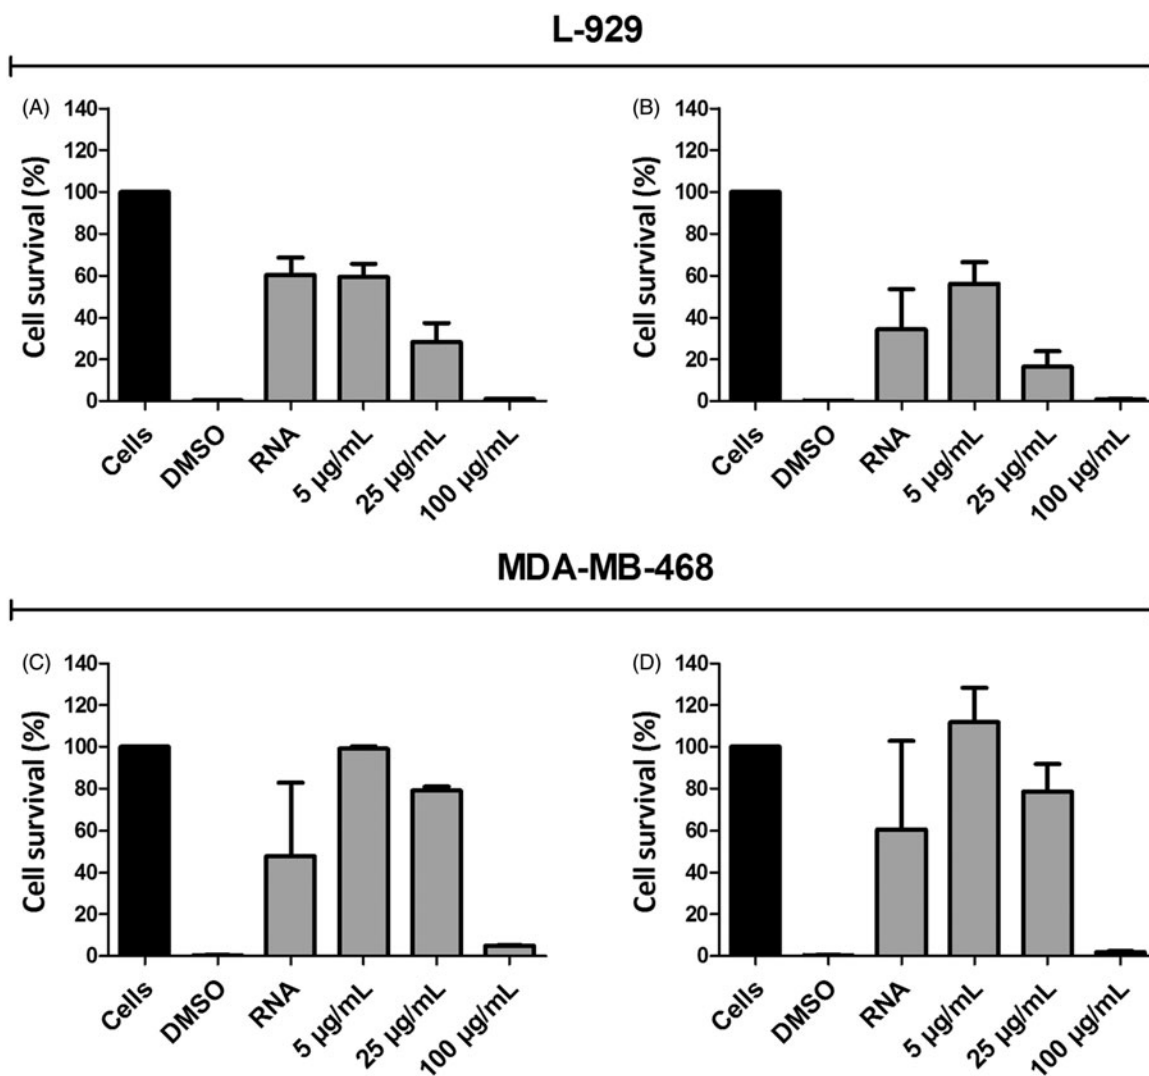 L-929
(A)
Cell survival (%)
140
120
100
80
60
40
20
0
Cells
DMSO
RNA
5 µg/mL
25 µg/mL
100 µg/mL
(B)
Cell survival (%)
140
120
100
80
60
40
20
0
Cells
DMSO
RNA
5 µg/mL
25 µg/mL
100 µg/mL
MDA-MB-468
(C)
Cell survival (%)
140
120
100
80
60
40
20
0
Cells
DMSO
RNA
5 µg/mL
25 µg/mL
100 µg/mL
(D)
Cell survival (%)
140
120
100
80
60
40
20
0
Cells
DMSO
RNA
5 µg/mL
25 µg/mL
100 µg/mL